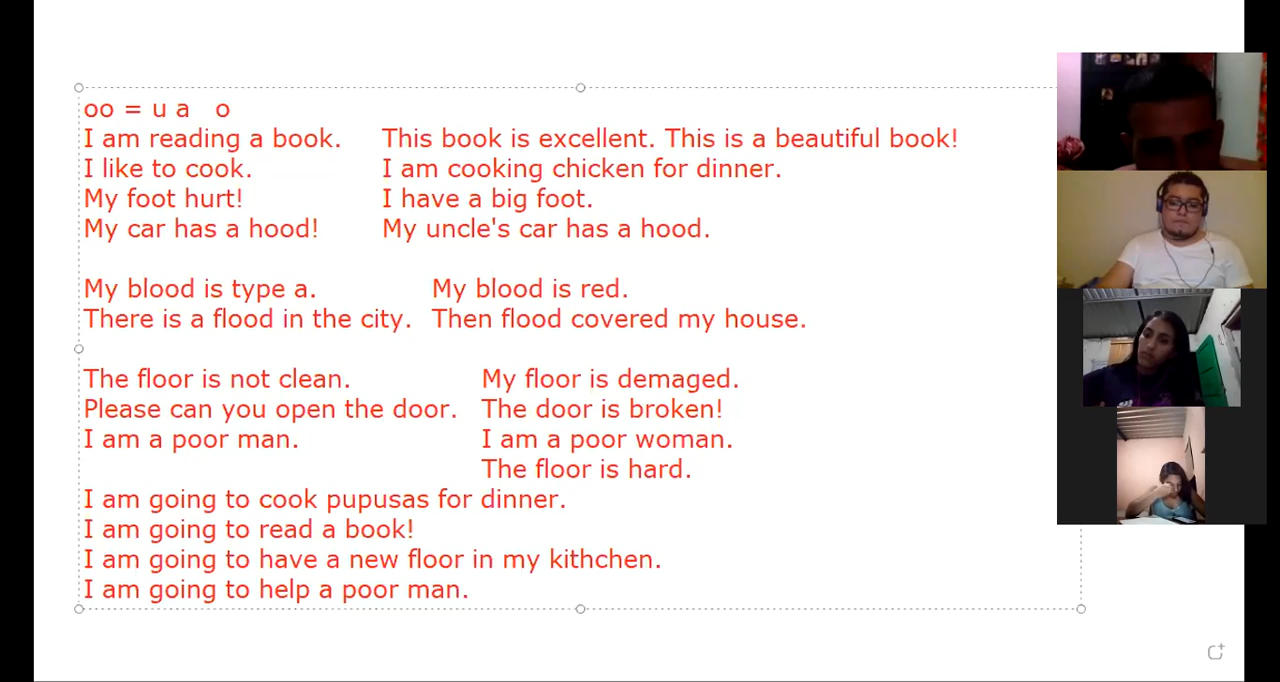 oo = u a o
I am reading a book. This book is excellent. This is a beautiful book!
I like to cook. I am cooking chicken for dinner.
My foot hurt! I have a big foot.
My car has a hood! My uncle's car has a hood.
My blood is type a. My blood is red.
There is a flood in the city. Then flood covered my house.
The floor is not clean. My floor is demaged.
Please can you open the door. The door is broken!
I am a poor man. I am a poor woman.
The floor is hard.
I am going to cook pupusas for dinner.
I am going to read a book!
I am going to have a new floor in my kithchen.
I am going to help a poor man.